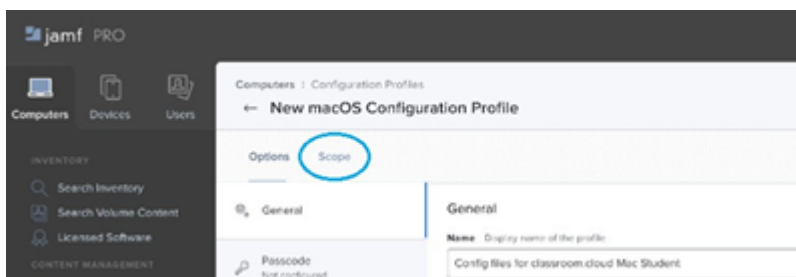 jamf PRO
Computers
Devices
Users
Computers : Configuration Profiles
← New macOS Configuration Profile
Options
Scope
INVENTORY
Search Inventory
Search Volume Content
Licensed Software
CONTENT MANAGEMENT
General
Passcode
Not configured
General
Name Display name of the profile
Config files for classroom.cloud Mac Student